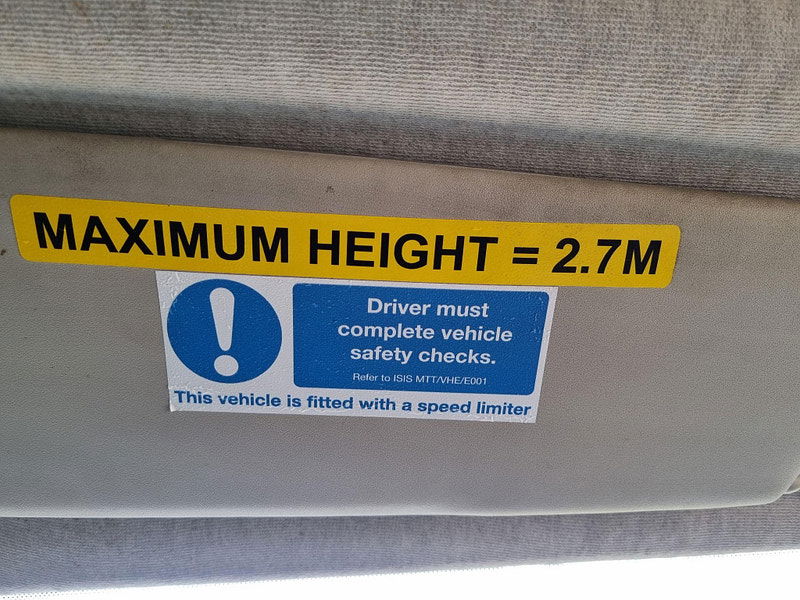 MAXIMUM HEIGHT = 2.7M
Driver must
complete vehicle
safety checks.
Refer to ISIS MTT/VHE/E001
This vehicle is fitted with a speed limiter